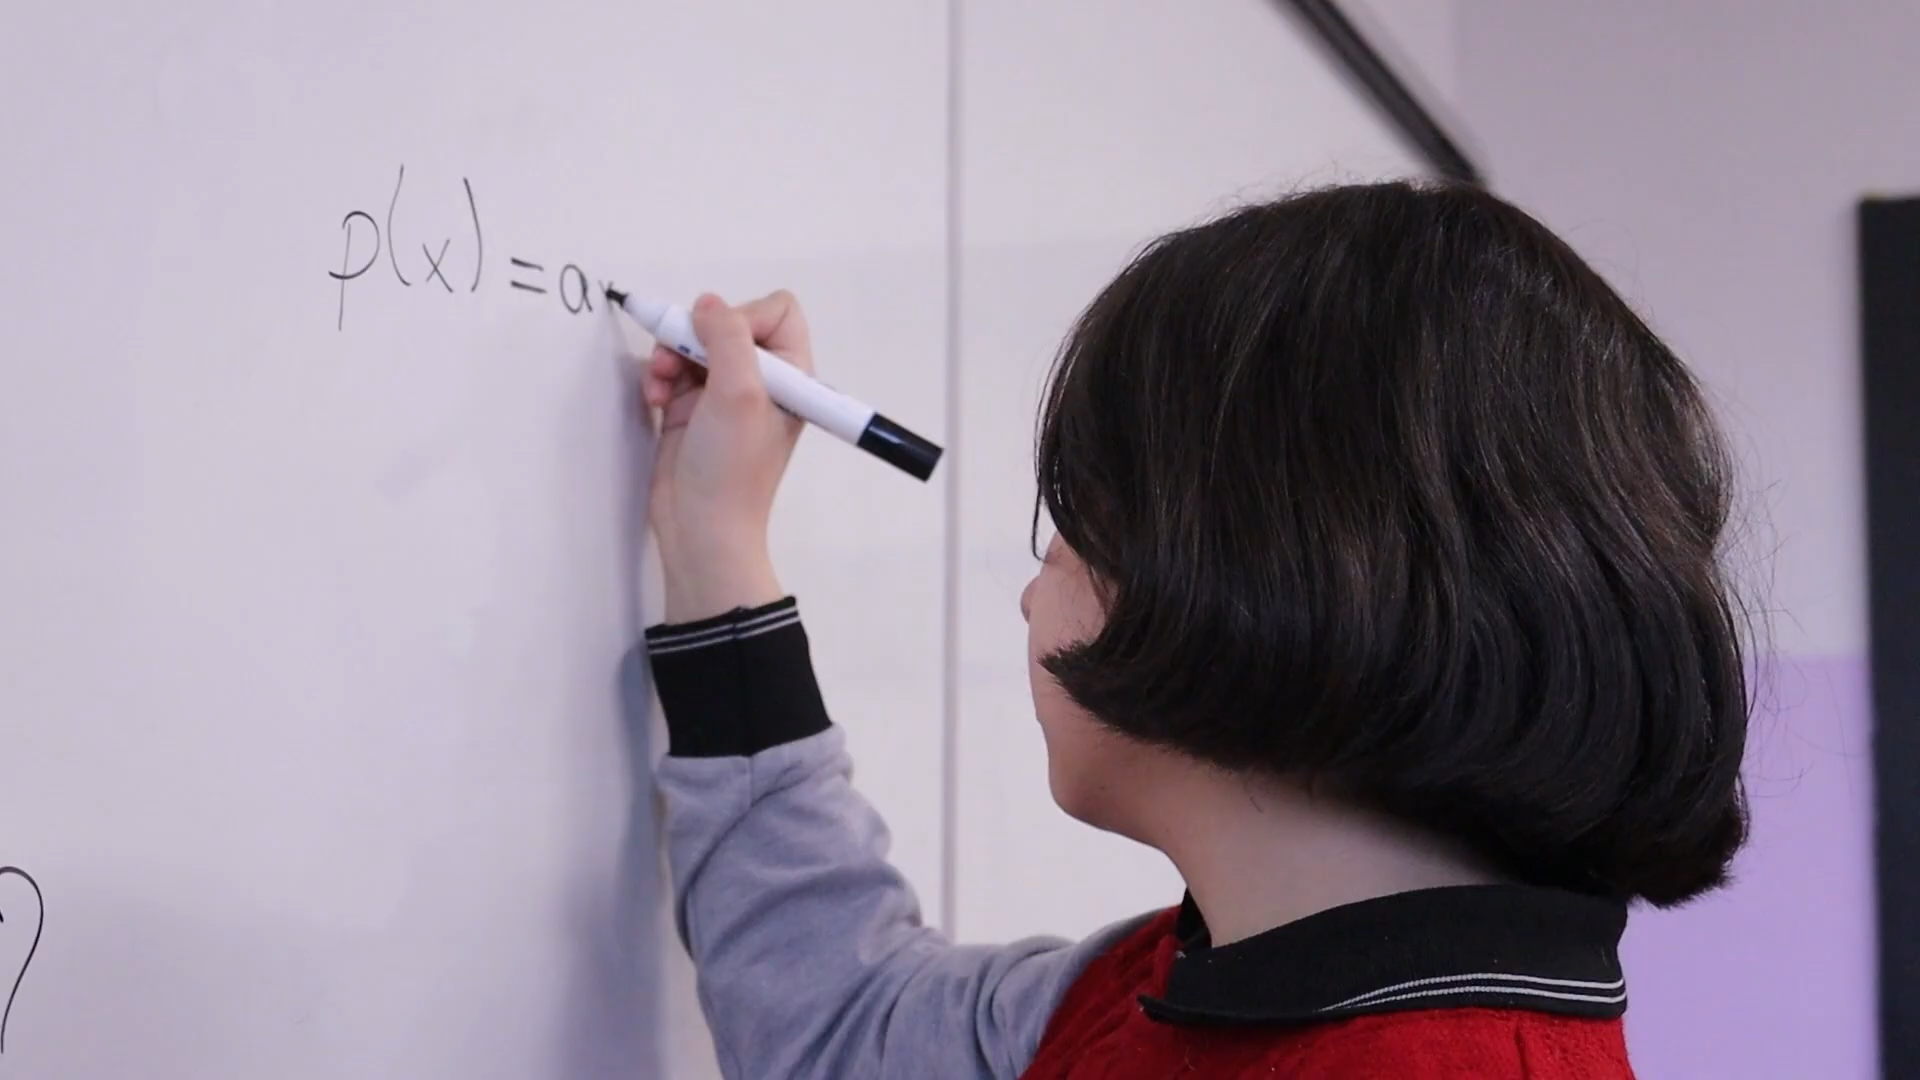 p(x) = a